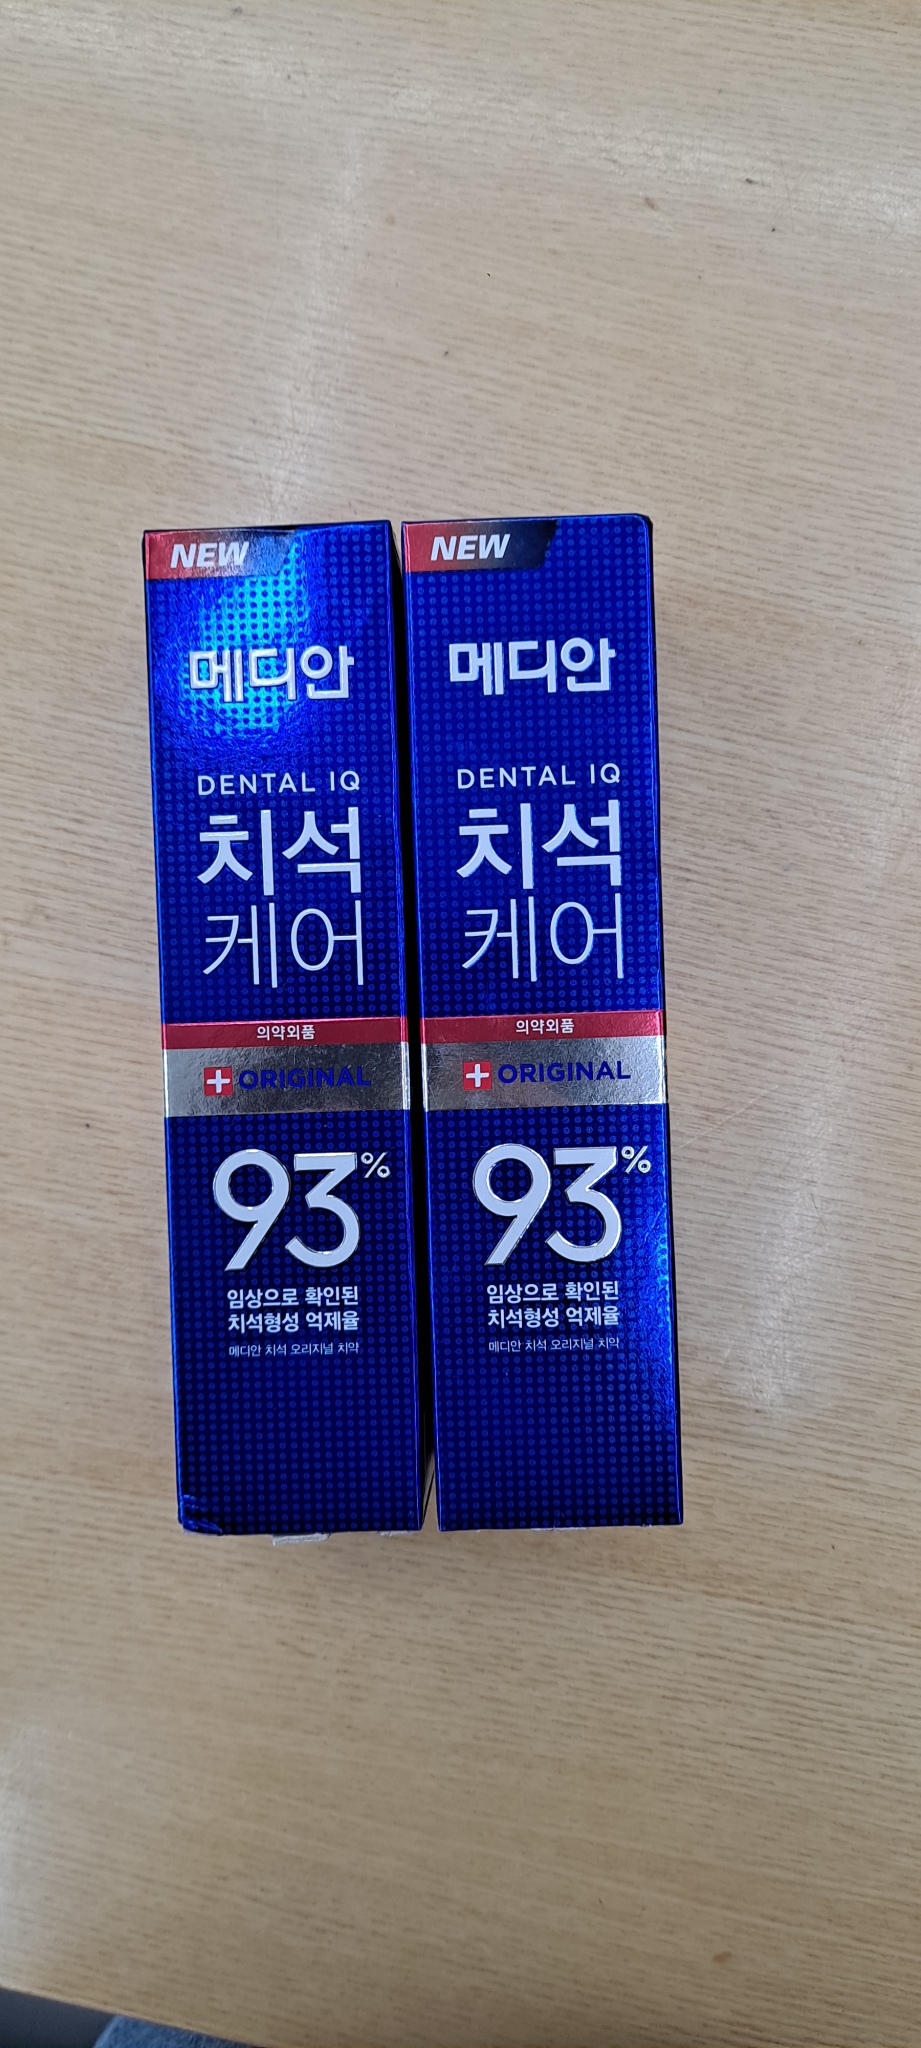 NEW
메디안
DENTAL IQ
치석
케어
의약외품
ORIGINAL
93%
임상으로 확인된
치석형성 억제율
메디안 치석 오리지널 치약
NEW
메디안
DENTAL IQ
치석
케어
의약외품
ORIGINAL
93%
임상으로 확인된
치석형성 억제율
메디안 치석 오리지널 치약